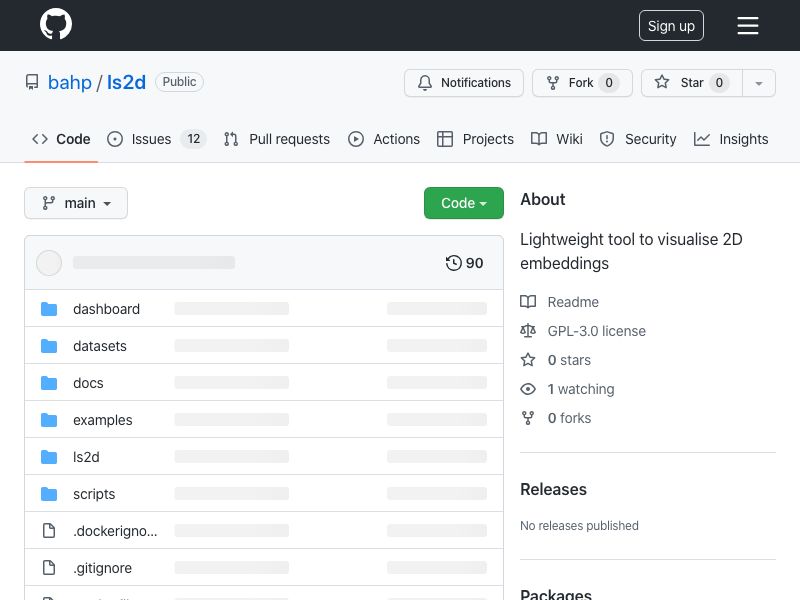 Sign up
bahp / ls2d Public
Notifications
Fork 0
Star 0
Code
Issues 12
Pull requests
Actions
Projects
Wiki
Security
Insights
main
Code
90
dashboard
datasets
docs
examples
ls2d
scripts
.dockerigno...
.gitignore
About
Lightweight tool to visualise 2D
embeddings
Readme
GPL-3.0 license
0 stars
1 watching
0 forks
Releases
No releases published
Packages